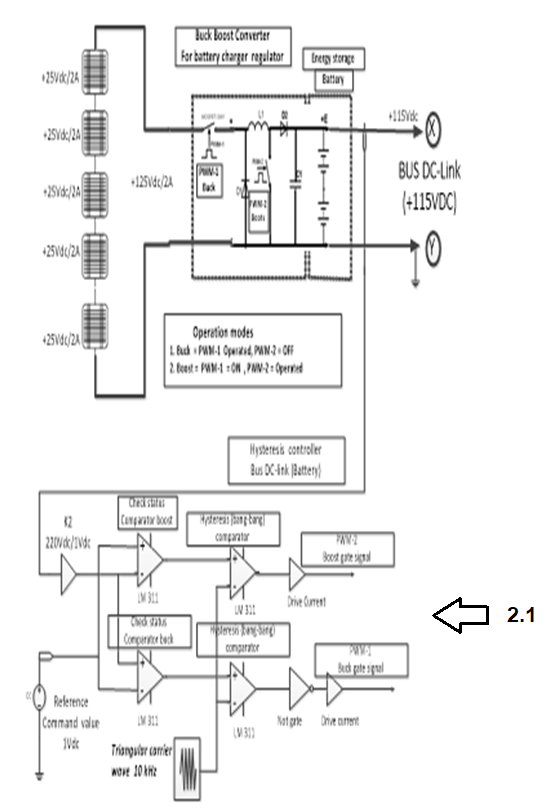 Buck Boost Converter
For battery charger regulator
Energy storage
Battery
+25Vdc/2A
+25Vdc/2A
+25Vdc/2A
+25Vdc/2A
+25Vdc/2A
+125Vdc/2A
L1
PWM-1
Buck
PWM-2
Boots
+115Vdc
X
BUS DC-Link
(+115VDC)
Y
Operation modes
1. Buck = PWM-1 Operated, PWM-2 = OFF
2. Boost = PWM-1 = ON , PWM-2 = Operated
Hysteresis controller
Bus DC-link (Battery)
K2
220Vdc/1Vdc
Check status
Comparator boost
Hysteresis (bang-bang)
comparator
PWM-2
Boost gate signal
LM 311
LM 311
Drive Current
2.1
Check status
Comparator buck
Hysteresis (bang-bang)
comparator
PWM-1
Buck gate signal
LM 311
LM 311
Not gate
Drive current
Reference
Command value
1Vdc
Triangular carrier
wave 10 kHz